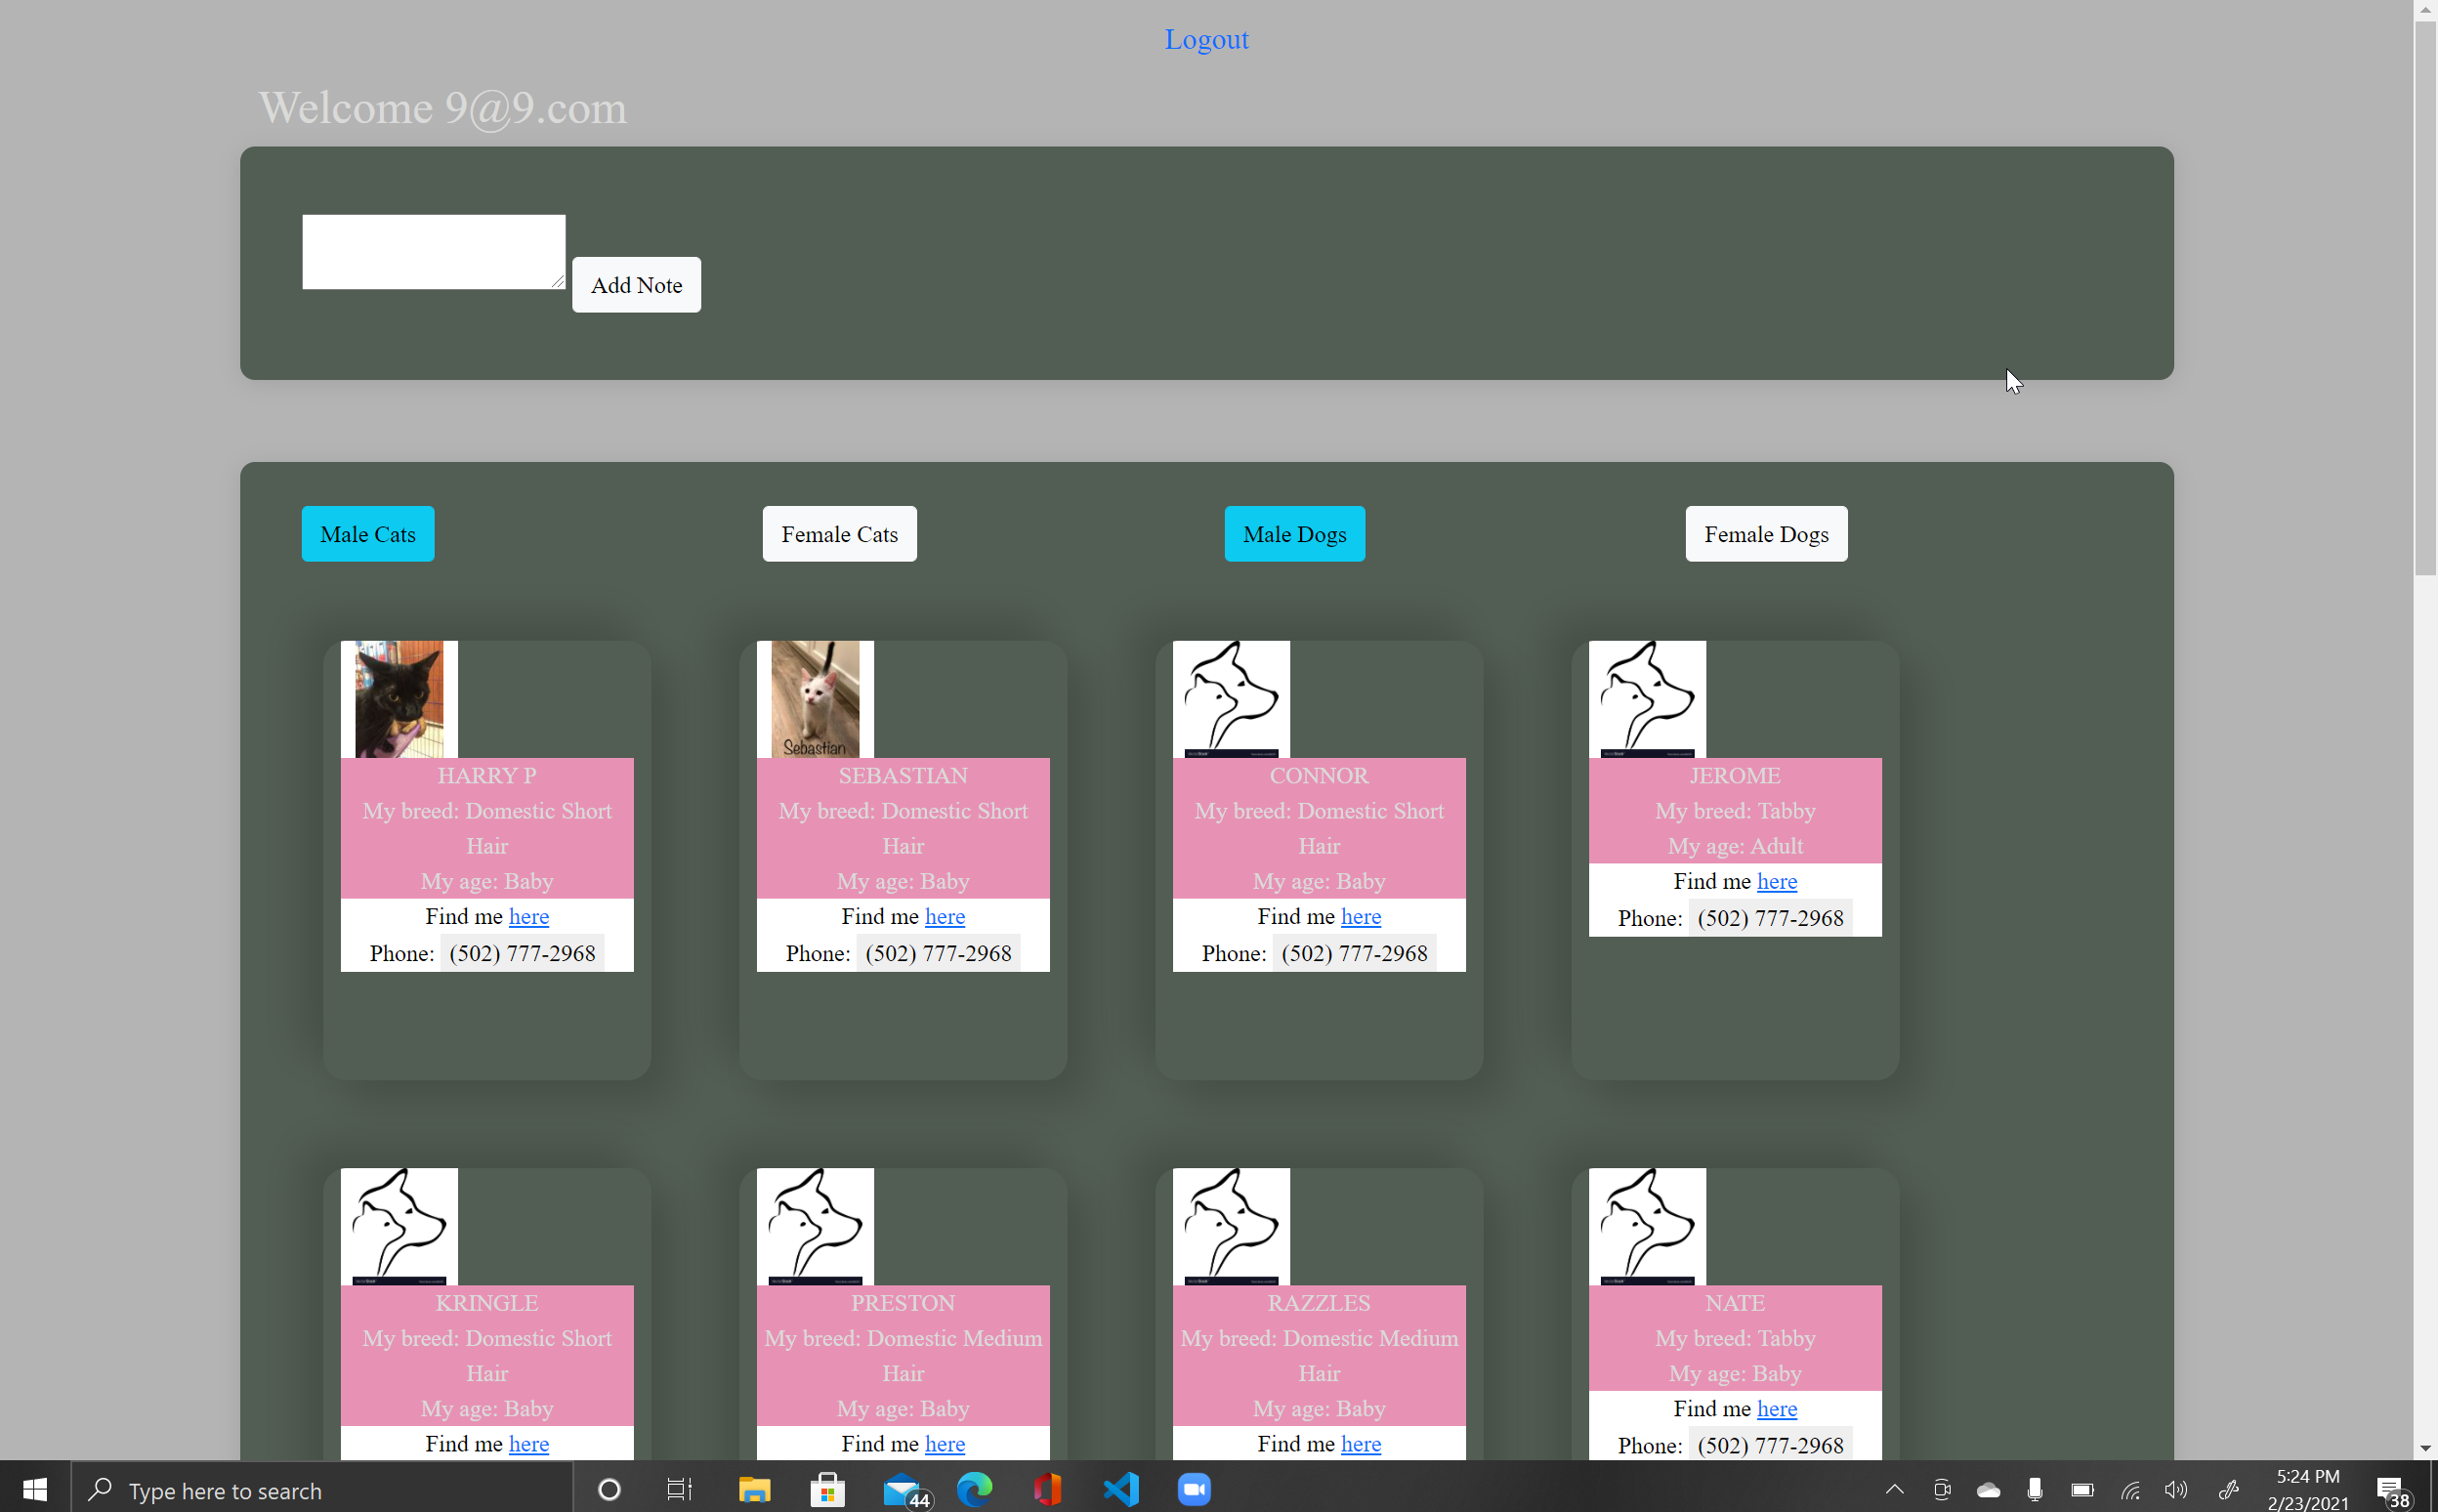 Logout
Welcome 9@9.com
Add Note
Male Cats
Female Cats
Male Dogs
Female Dogs
HARRY P
My breed: Domestic Short
Hair
My age: Baby
Find me here
Phone: (502) 777-2968
Sebastian
SEBASTIAN
My breed: Domestic Short
Hair
My age: Baby
Find me here
Phone: (502) 777-2968
CONNOR
My breed: Domestic Short
Hair
My age: Baby
Find me here
Phone: (502) 777-2968
JEROME
My breed: Tabby
My age: Adult
Find me here
Phone: (502) 777-2968
KRINGLE
My breed: Domestic Short
Hair
My age: Baby
Find me here
PRESTON
My breed: Domestic Medium
Hair
My age: Baby
Find me here
RAZZLES
My breed: Domestic Medium
Hair
My age: Baby
Find me here
NATE
My breed: Tabby
My age: Baby
Find me here
Phone: (502) 777-2968
Type here to search
44
5:24 PM
2/23/2021
38